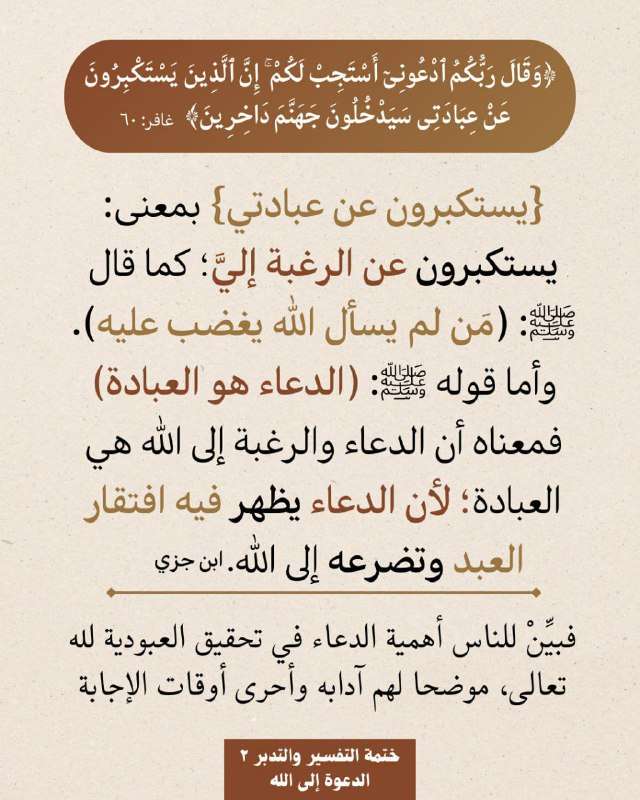 ﴿وَقَالَ رَبُّكُمُ ٱدْعُونِىٓ أَسْتَجِبْ لَكُمْ ۚ إِنَّ ٱلَّذِينَ يَسْتَكْبِرُونَ
عَنْ عِبَادَتِى سَيَدْخُلُونَ جَهَنَّمَ دَاخِرِينَ﴾ غافر: ٦٠
{يستكبرون عن عبادتي} بمعنى:
يستكبرون عن الرغبة إليَّ؛ كما قال
ﷺ: (مَن لم يسأل الله يغضب عليه).
وأما قوله ﷺ: (الدعاء هو العبادة)
فمعناه أن الدعاء والرغبة إلى الله هي
العبادة؛ لأن الدعاء يظهر فيه افتقار
العبد وتضرعه إلى الله. ابن جزي
فبيِّنْ للناس أهمية الدعاء في تحقيق العبودية لله
تعالى، موضحا لهم آدابه وأحرى أوقات الإجابة
ختمة التفسير والتدبر ٢
الدعوة إلى الله